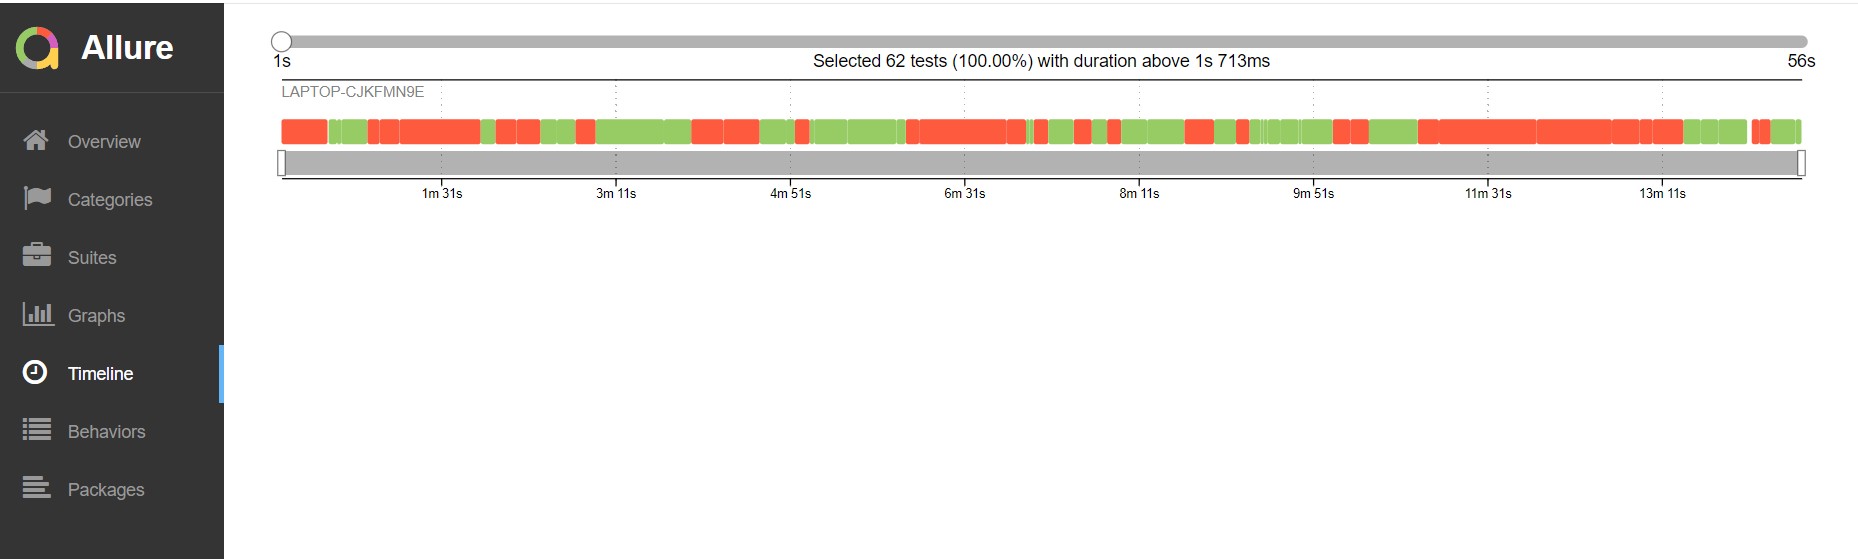 Allure
Overview
Categories
Suites
Graphs
Timeline
Behaviors
Packages
1s
Selected 62 tests (100.00%) with duration above 1s 713ms
56s
LAPTOP-CJKFMN9E
1m 31s
3m 11s
4m 51s
6m 31s
8m 11s
9m 51s
11m 31s
13m 11s